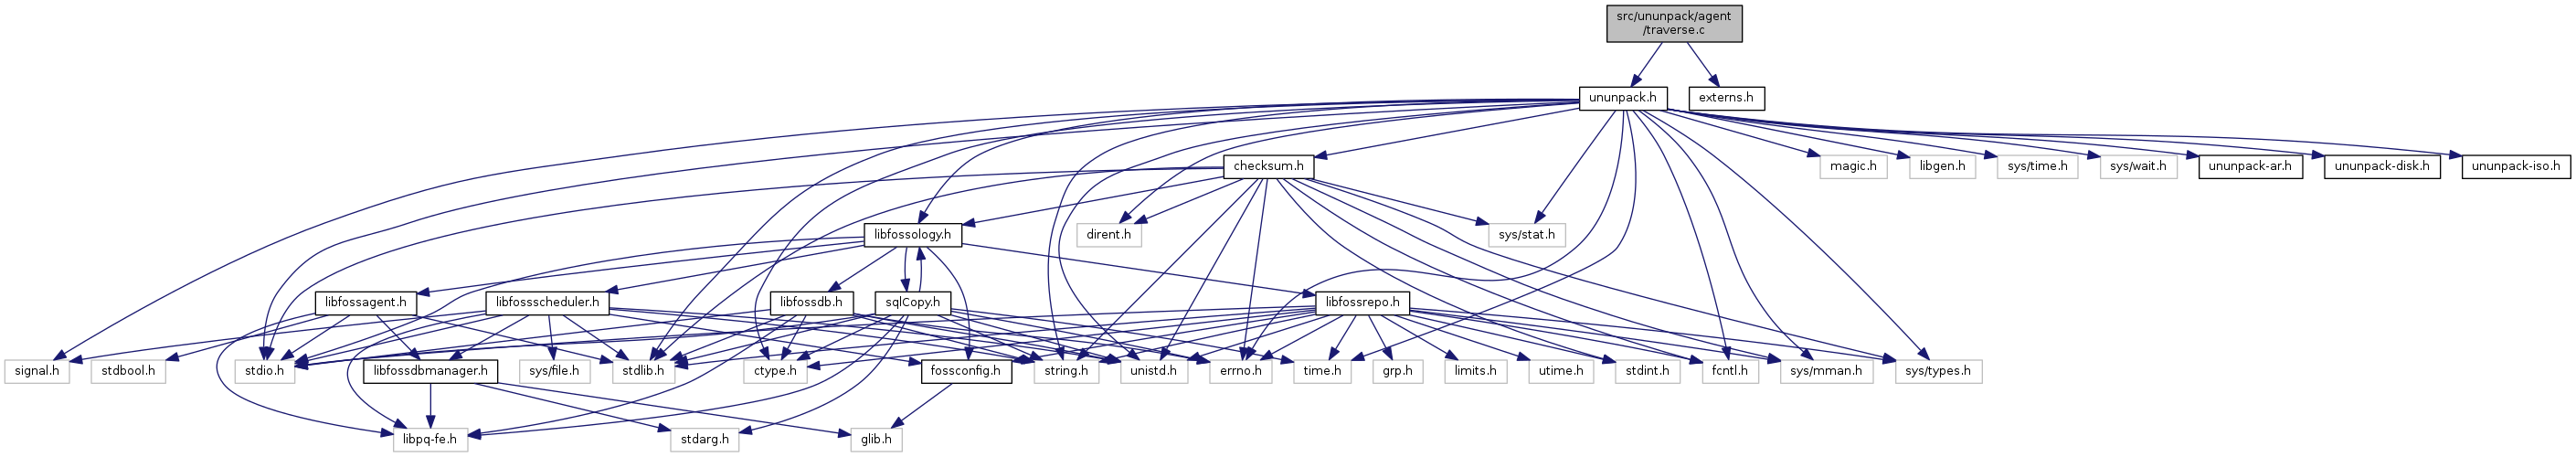 src/ununpack/agent
/traverse.c
ununpack.h
externs.h
checksum.h
magic.h
libgen.h
sys/time.h
sys/wait.h
ununpack-ar.h
ununpack-disk.h
ununpack-iso.h
libfossology.h
dirent.h
sys/stat.h
libfossagent.h
libfossscheduler.h
libfossdb.h
sqlCopy.h
libfossrepo.h
signal.h
stdbool.h
stdio.h
libfossdbmanager.h
sys/file.h
stdlib.h
ctype.h
fossconfig.h
string.h
unistd.h
errno.h
time.h
grp.h
limits.h
utime.h
stdint.h
fcntl.h
sys/mman.h
sys/types.h
libpq-fe.h
stdarg.h
glib.h